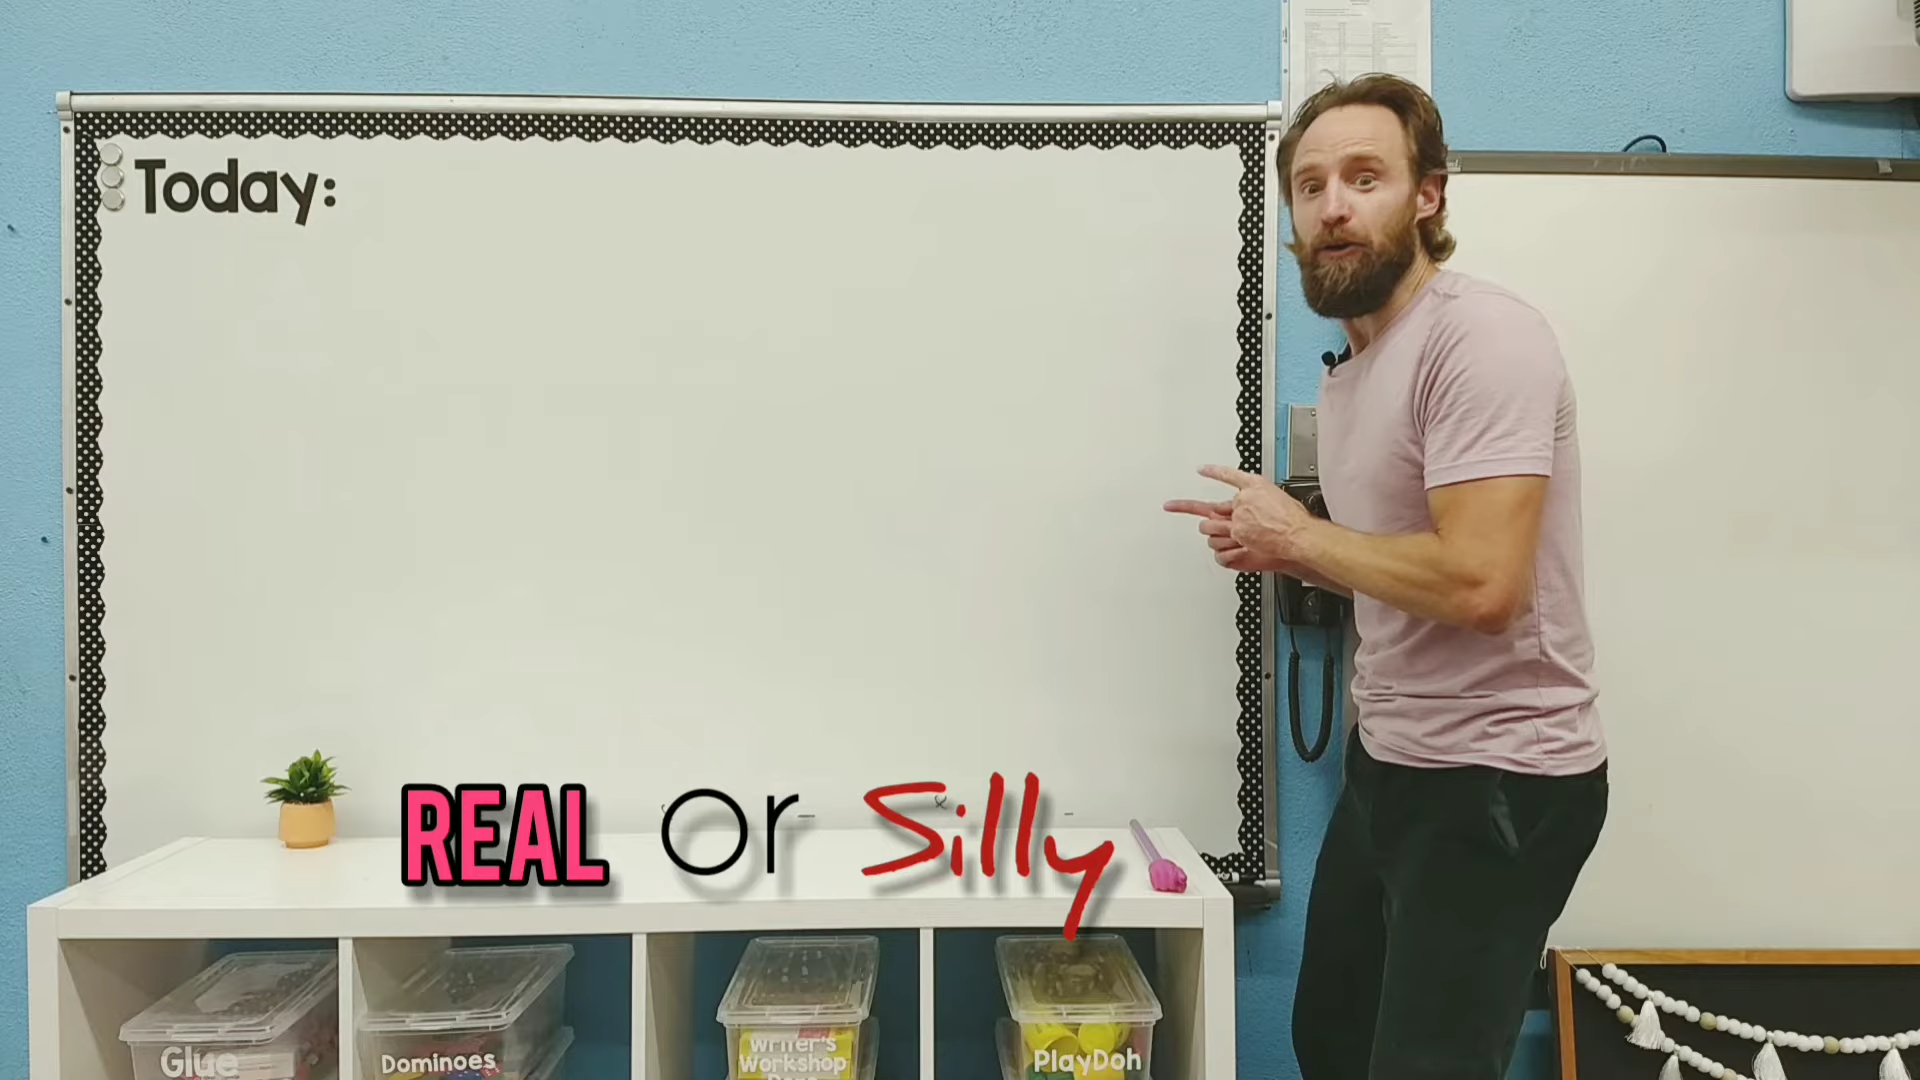 Today:
REAL or Silly
Glue
Dominoes
Writer's
Workshop
PlayDoh